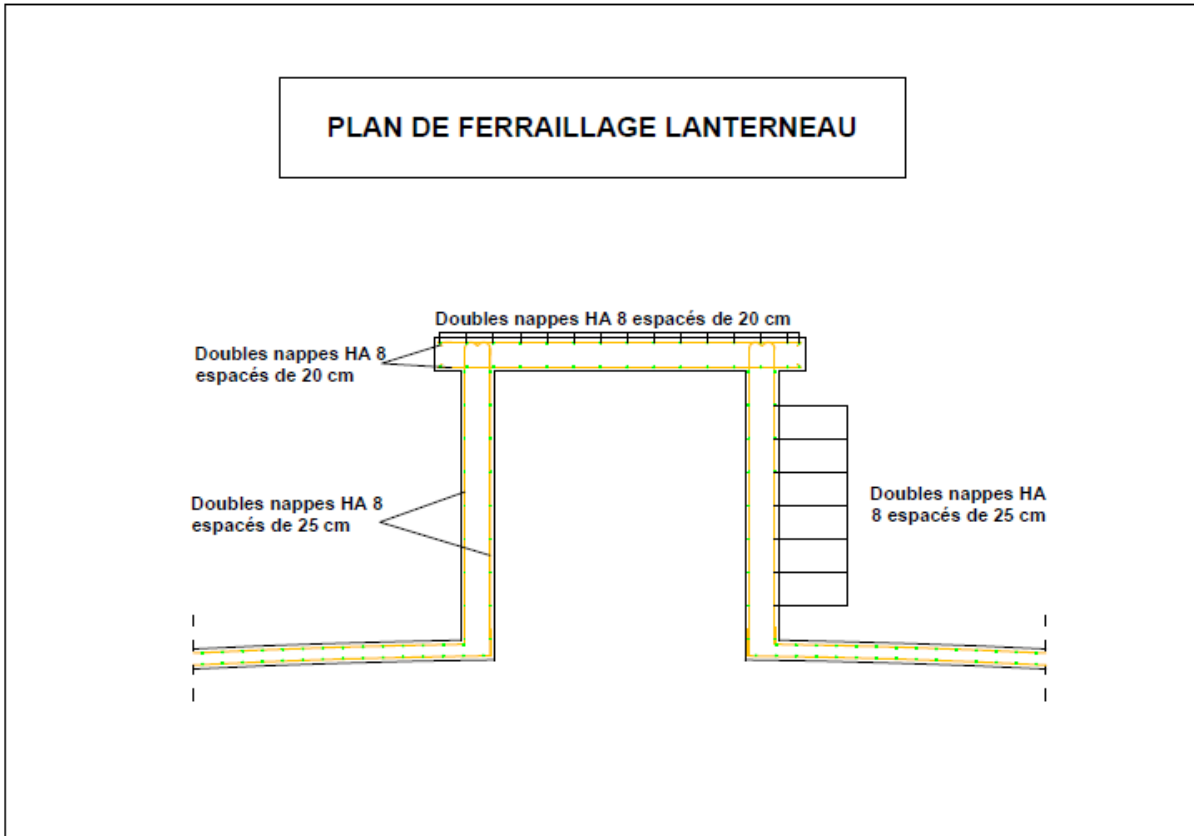 PLAN DE FERRAILLAGE LANTERNEAU
Doubles nappes HA 8 espacés de 20 cm
Doubles nappes HA 8
espacés de 20 cm
Doubles nappes HA 8
espacés de 25 cm
Doubles nappes HA
8 espacés de 25 cm